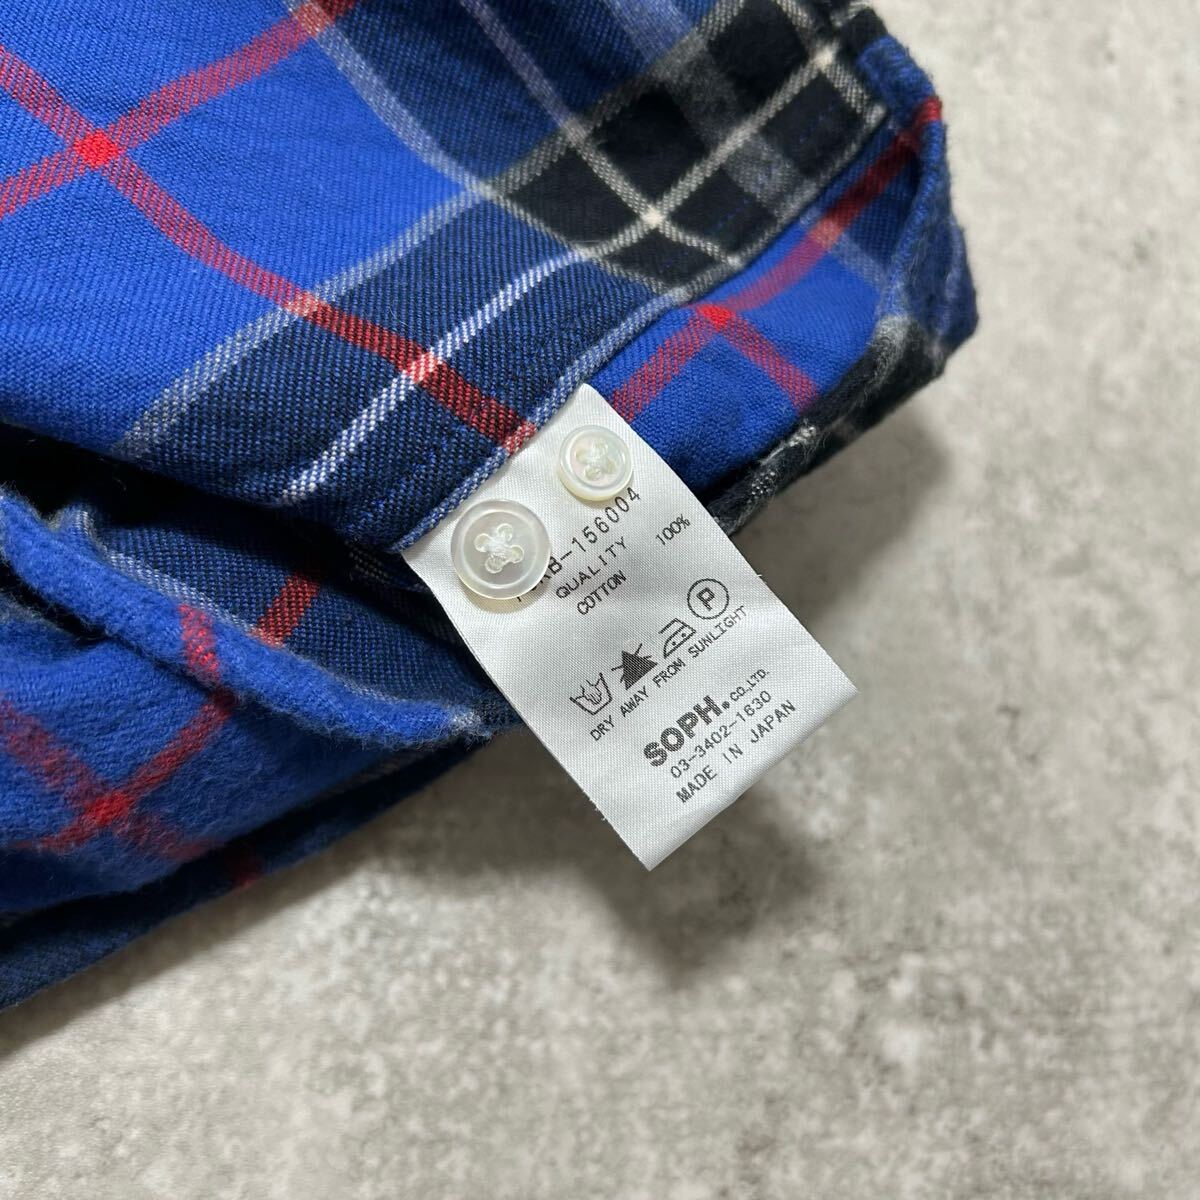 B-156004
QUALITY
COTTON 100%
P
DRY AWAY FROM SUNLIGHT
SOPH.CO.,LTD.
03-3402-1630
MADE IN JAPAN